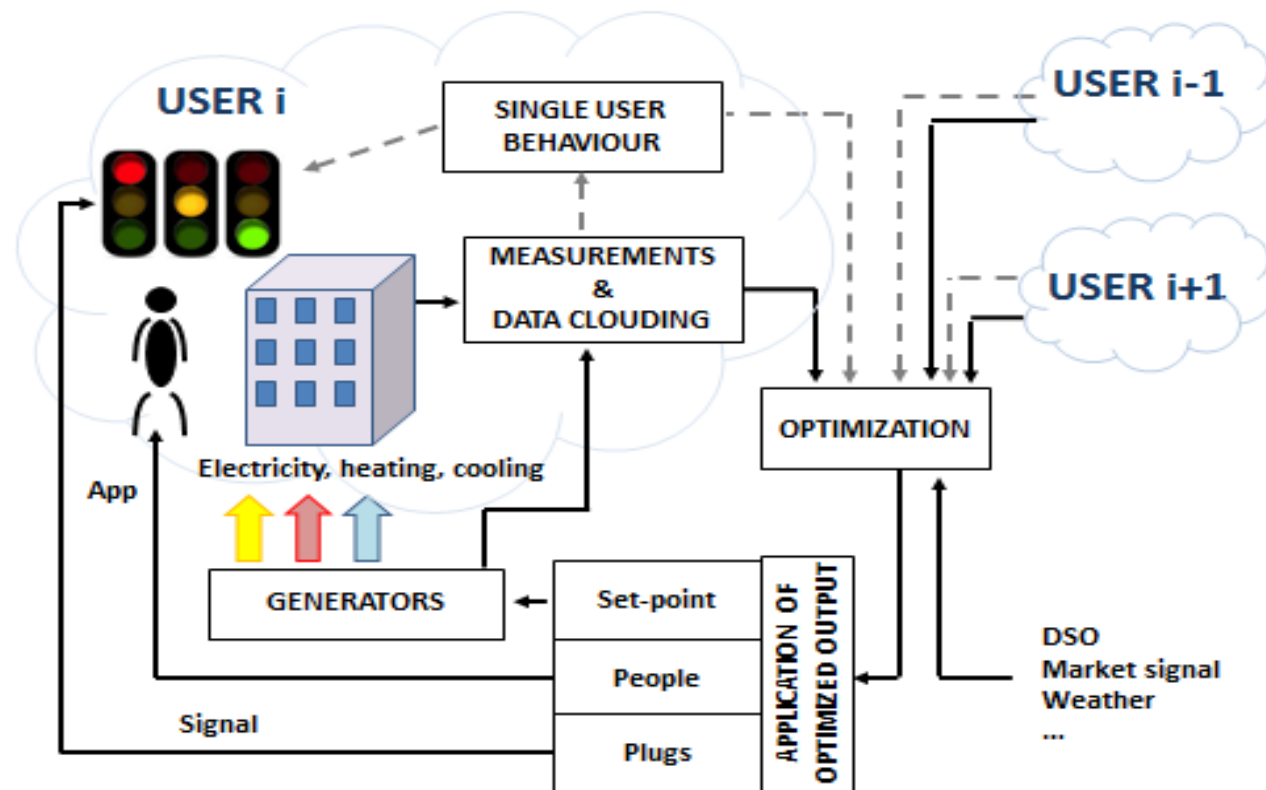 USER i
SINGLE USER
BEHAVIOUR
USER i-1
MEASUREMENTS
&
DATA CLOUDING
USER i+1
OPTIMIZATION
Electricity, heating, cooling
App
GENERATORS
Set-point
People
Plugs
APPLICATION OF
OPTIMIZED OUTPUT
Signal
DSO
Market signal
Weather
...